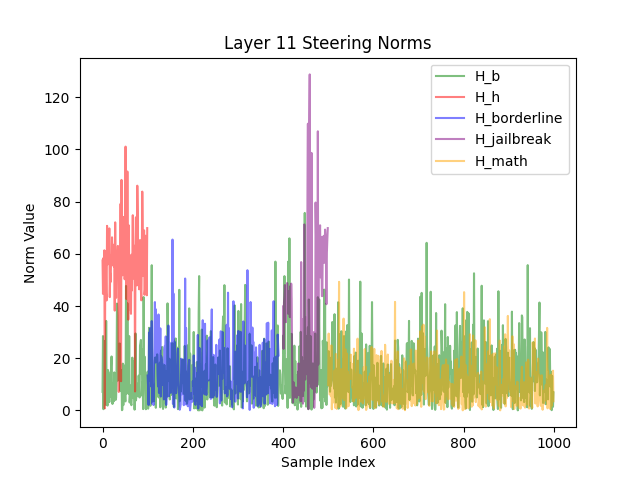 Layer 11 Steering Norms
H_b
H_h
H_borderline
H_jailbreak
H_math
Norm Value
120
100
80
60
40
20
0
0 200 400 600 800 1000
Sample Index